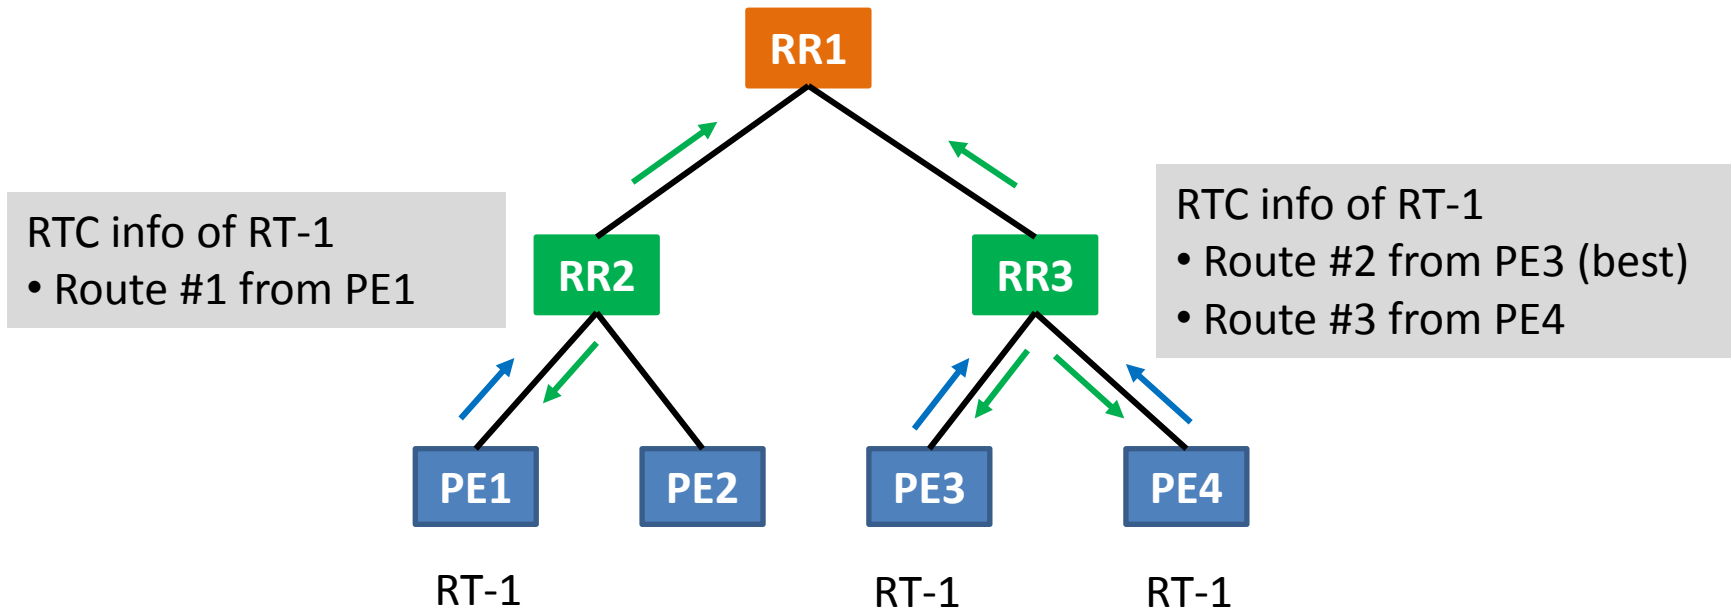 RR1
RTC info of RT-1
• Route #1 from PE1
RR2
RR3
RTC info of RT-1
• Route #2 from PE3 (best)
• Route #3 from PE4
PE1
PE2
PE3
PE4
RT-1
RT-1
RT-1